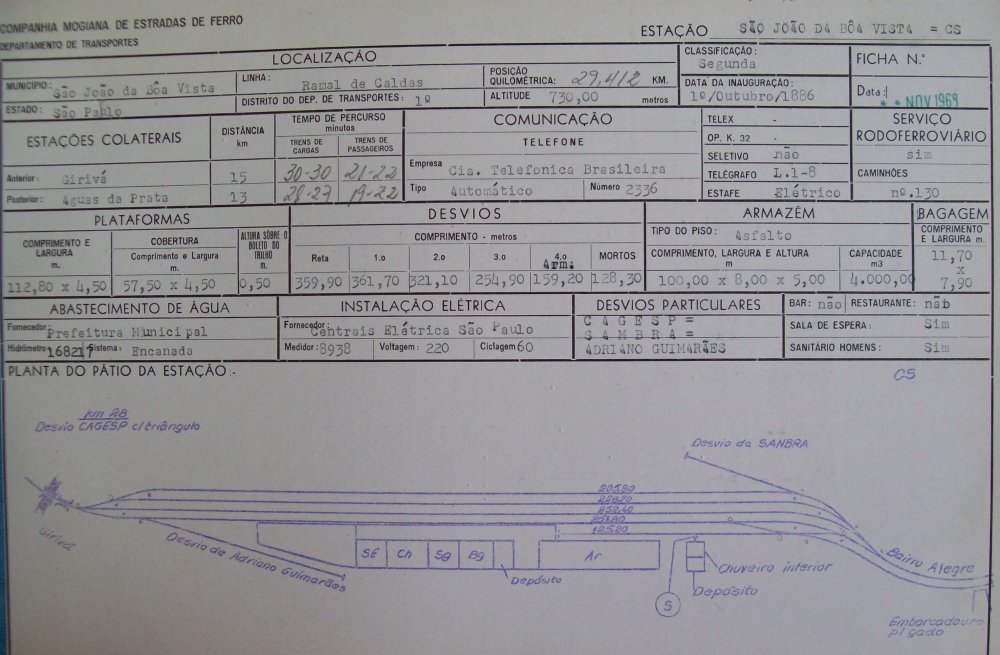 COMPANHIA MOGIANA DE ESTRADAS DE FERRO
DEPARTAMENTO DE TRANSPORTES
ESTAÇÃO SÃO JOÃO DA BÔA VISTA = CS
LOCALIZAÇÃO
MUNICÍPIO: São João da Bôa Vista
ESTADO: São Pablo
LINHA: Ramal de Caldas
DISTRITO DO DEP. DE TRANSPORTES: 1º
POSIÇÃO QUILOMÉTRICA: 29,412 KM.
ALTITUDE 730,00 metros
CLASSIFICAÇÃO: Segunda
DATA DA INAUGURAÇÃO: 1º/Outubro/1886
FICHA N.º
Data: NOV 1969
ESTAÇÕES COLATERAIS
DISTÂNCIA km
TEMPO DE PERCURSO minutos
TRENS DE CARGAS
TRENS DE PASSAGEIROS
Anterior: Girivá 15 30-30 21-22
Posterior: Aguas da Prata 13 28-27 19-22
COMUNICAÇÃO
TELEFONE
Empresa Cia. Telefonica Brasileira
Tipo Automático Número 2336
TELEX -
OP. K. 32 -
SELETIVO não
TELÉGRAFO L.1-8
ESTAFE Elétrico
SERVIÇO RODOFERROVIÁRIO
sim
CAMINHÕES
nº.130
PLATAFORMAS
COMPRIMENTO E LARGURA m.
COBERTURA Comprimento e Largura m.
ALTURA SÔBRE O BOLETO DO TRILHO m.
112,80 x 4,50 57,50 x 4,50 0,50
DESVIOS
COMPRIMENTO - metros
Reta 1.o 2.o 3.o 4.o Arm. MORTOS
359,90 361,70 321,10 254,90 159,20 128,30
ARMAZÉM
TIPO DO PISO: Asfalto
COMPRIMENTO, LARGURA E ALTURA m
CAPACIDADE m3
100,00 x 8,00 x 5,00 4.000,00
BAGAGEM
COMPRIMENTO E LARGURA m.
11,70
x
7,90
ABASTECIMENTO DE ÁGUA
Fornecedor: Prefeitura Municipal
Hidrômetro: 168217 Sistema: Encanada
INSTALAÇÃO ELÉTRICA
Fornecedor: Centrais Elétrica São Paulo
Medidor: 8938 Voltagem: 220 Ciclagem 60
DESVIOS PARTICULARES
C A G E S P =
S A M B R A =
ADRIANO GUIMARÃES
BAR: não RESTAURANTE: não
SALA DE ESPERA: Sim
SANITÁRIO HOMENS: Sim
PLANTA DO PÁTIO DA ESTAÇÃO:-
CS
km 28
Desvio CAGESP c/ triângulo
Desvio da SANBRA
205.80
Girivá
Desvio de Adriano Guimarães
SE Ch Sg Bg
Depósito
Ar
Chuveiro inferior
Depósito
S
Bairro Alegre
Embarcadouro
p/ gado